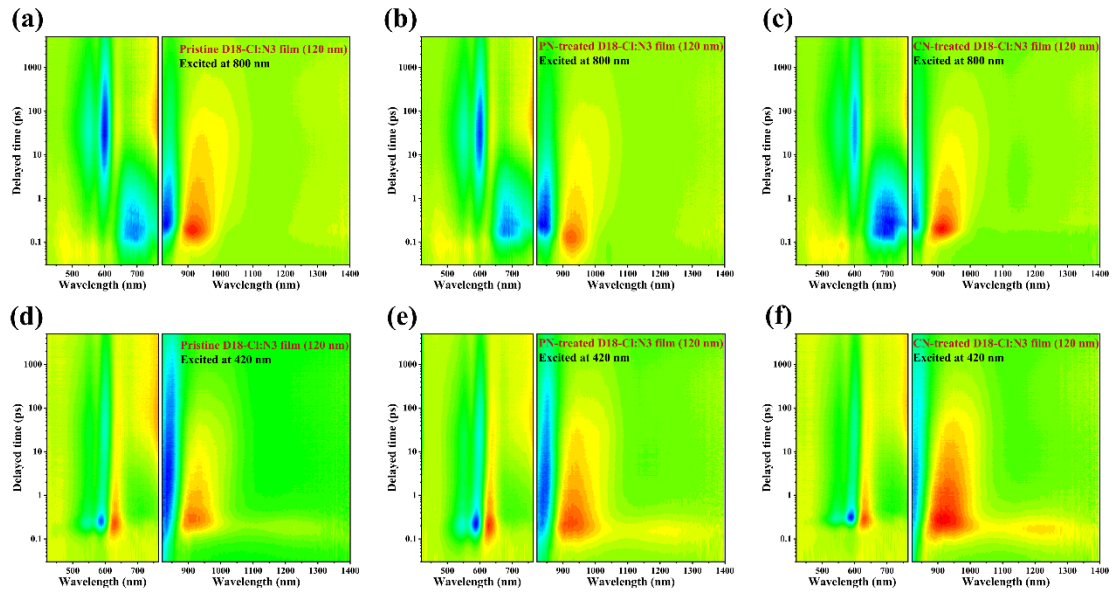 (a)
Pristine D18-Cl:N3 film (120 nm)
Excited at 800 nm
Delayed time (ps)
1000
100
10
1
0.1
500 600 700
900 1000 1100 1200 1300 1400
Wavelength (nm)
Wavelength (nm)
(b)
PN-treated D18-Cl:N3 film (120 nm)
Excited at 800 nm
Delayed time (ps)
1000
100
10
1
0.1
500 600 700
900 1000 1100 1200 1300 1400
Wavelength (nm)
Wavelength (nm)
(c)
CN-treated D18-Cl:N3 film (120 nm)
Excited at 800 nm
Delayed time (ps)
1000
100
10
1
0.1
500 600 700
900 1000 1100 1200 1300 1400
Wavelength (nm)
Wavelength (nm)
(d)
Pristine D18-Cl:N3 film (120 nm)
Excited at 420 nm
Delayed time (ps)
1000
100
10
1
0.1
500 600 700
900 1000 1100 1200 1300 1400
Wavelength (nm)
Wavelength (nm)
(e)
PN-treated D18-Cl:N3 film (120 nm)
Excited at 420 nm
Delayed time (ps)
1000
100
10
1
0.1
500 600 700
900 1000 1100 1200 1300 1400
Wavelength (nm)
Wavelength (nm)
(f)
CN-treated D18-Cl:N3 film (120 nm)
Excited at 420 nm
Delayed time (ps)
1000
100
10
1
0.1
500 600 700
900 1000 1100 1200 1300 1400
Wavelength (nm)
Wavelength (nm)